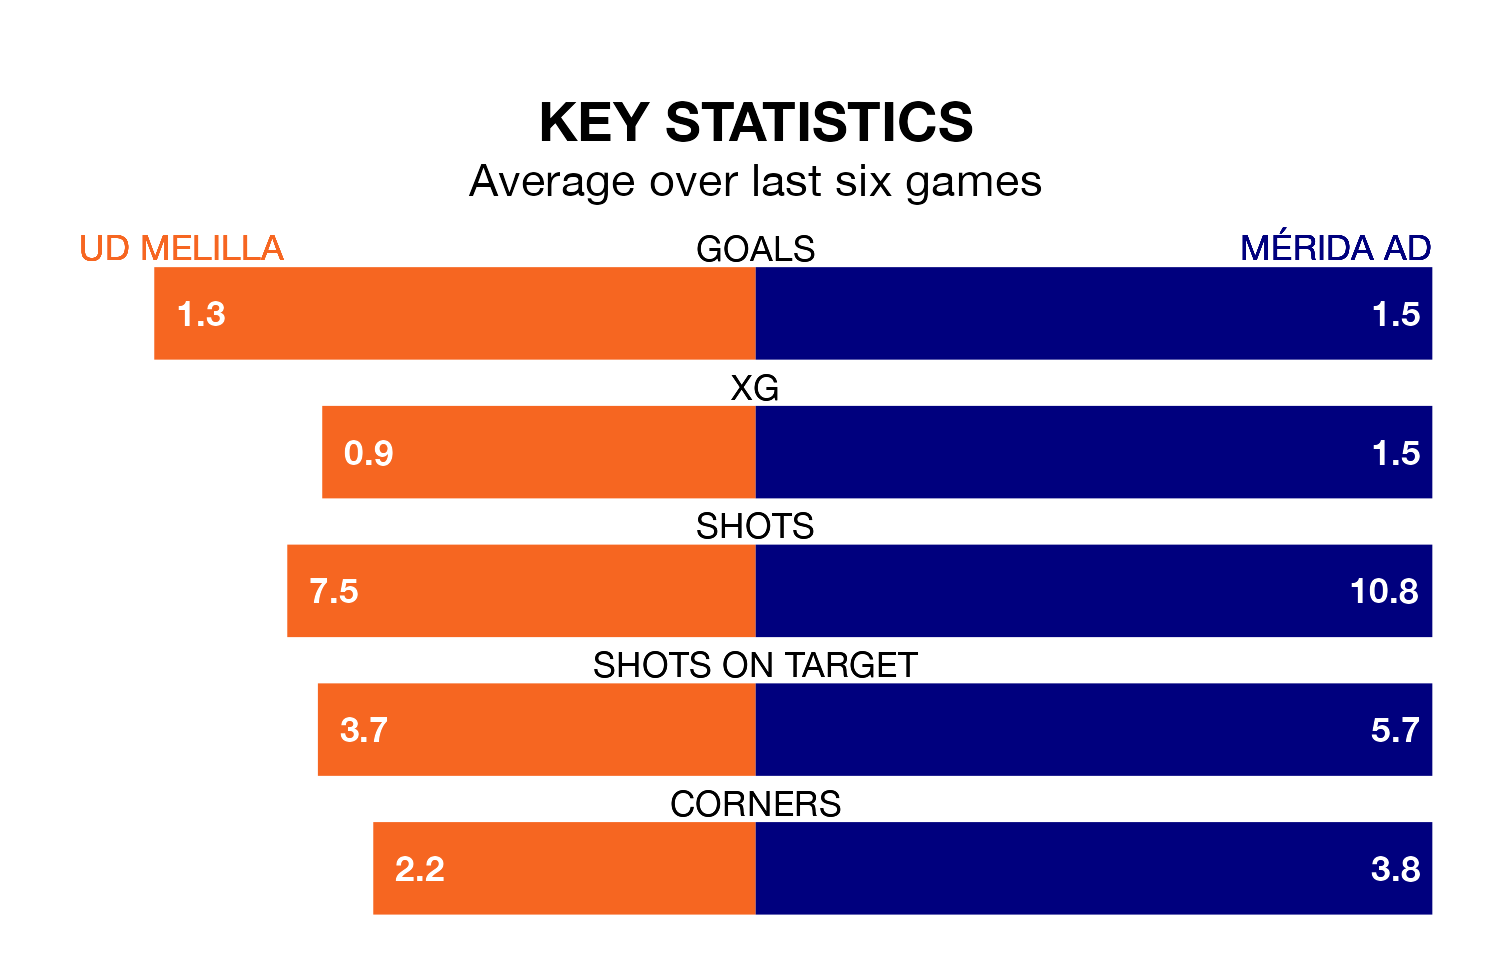 KEY STATISTICS
Average over last six games
UD MELILLA GOALS MÉRIDA AD
1.3 1.5
XG
0.9 1.5
SHOTS
7.5 10.8
SHOTS ON TARGET
3.7 5.7
CORNERS
2.2 3.8